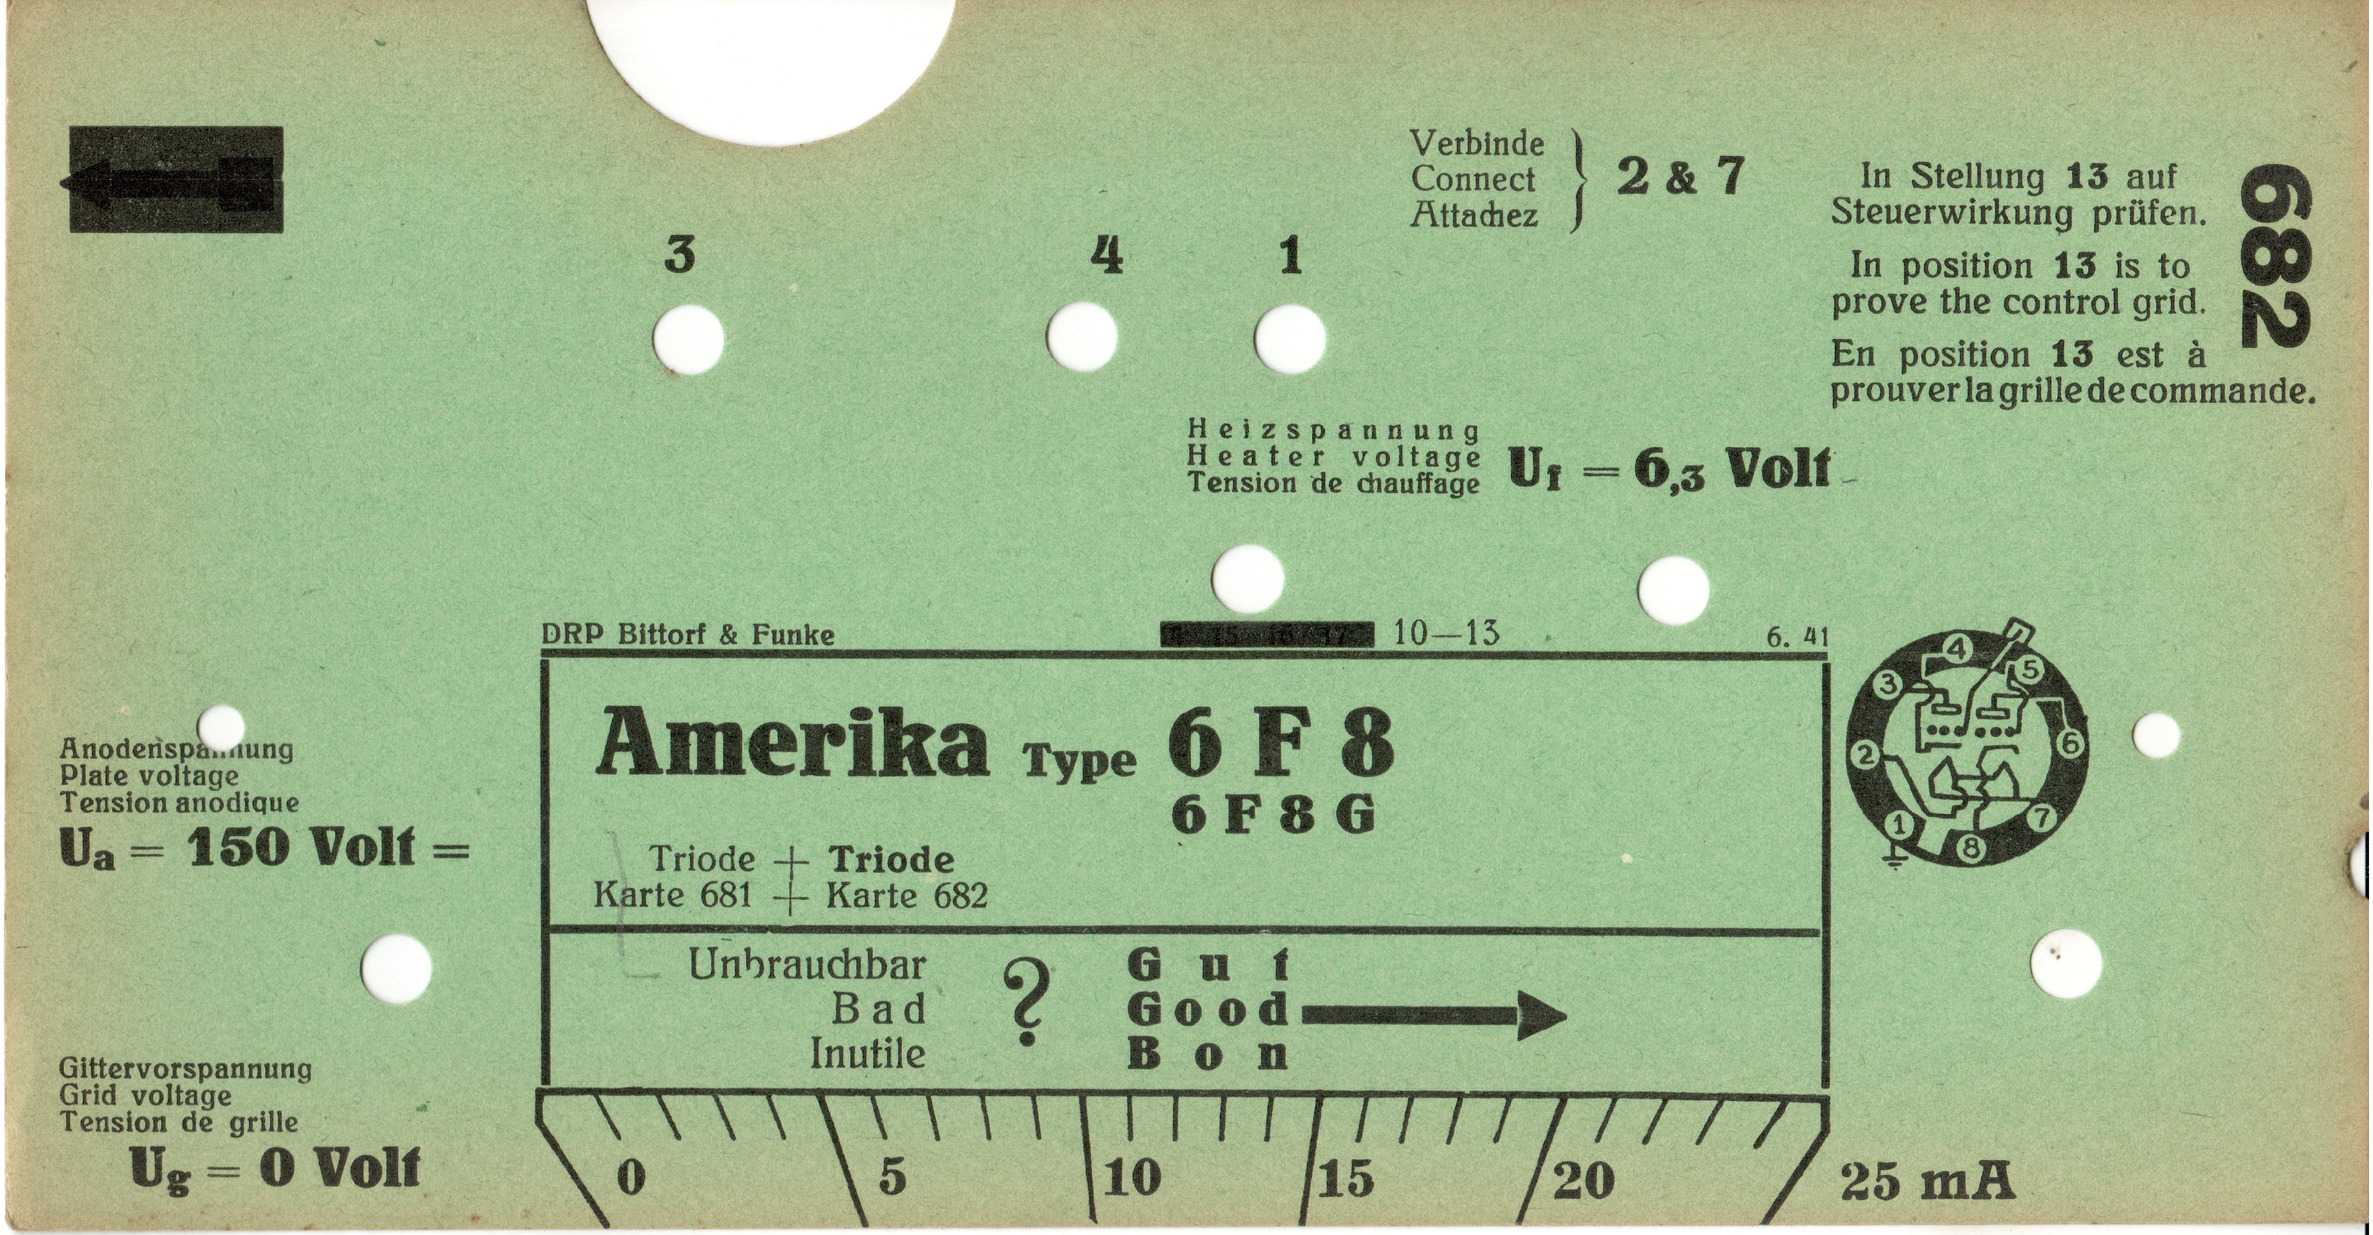 Verbinde
Connect
Attachez
2 & 7
In Stellung 13 auf
Steuerwirkung prüfen.
In position 13 is to
prove the control grid.
En position 13 est à
prouver la grille de commande.
682
3 4 1
Heizspannung
Heater voltage
Tension de chauffage
Uf = 6,3 Volt
DRP Bittorf & Funke 10—13 6. 41
Amerika Type 6 F 8
6 F 8 G
Triode + Triode
Karte 681 + Karte 682
4
5
3
2
6
1
7
8
Anodenspannung
Plate voltage
Tension anodique
Ua = 150 Volt =
Unbrauchbar
Bad
Inutile
?
Gut
Good
Bon
Gittervorspannung
Grid voltage
Tension de grille
Ug = 0 Volt
0 5 10 15 20 25 mA